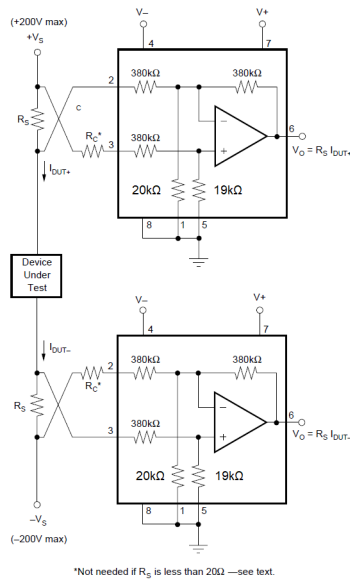 (+200V max)
+VS
V–
V+
4
7
2
380kΩ
380kΩ
RS
C
RC*
3
380kΩ
–
+
6
VO = RS IDUT+
IDUT+
20kΩ
19kΩ
8
1
5
Device
Under
Test
V–
V+
4
7
IDUT–
2
380kΩ
380kΩ
RC*
RS
–
+
6
VO = RS IDUT–
3
380kΩ
20kΩ
19kΩ
8
1
5
–VS
(–200V max)
*Not needed if RS is less than 20Ω —see text.